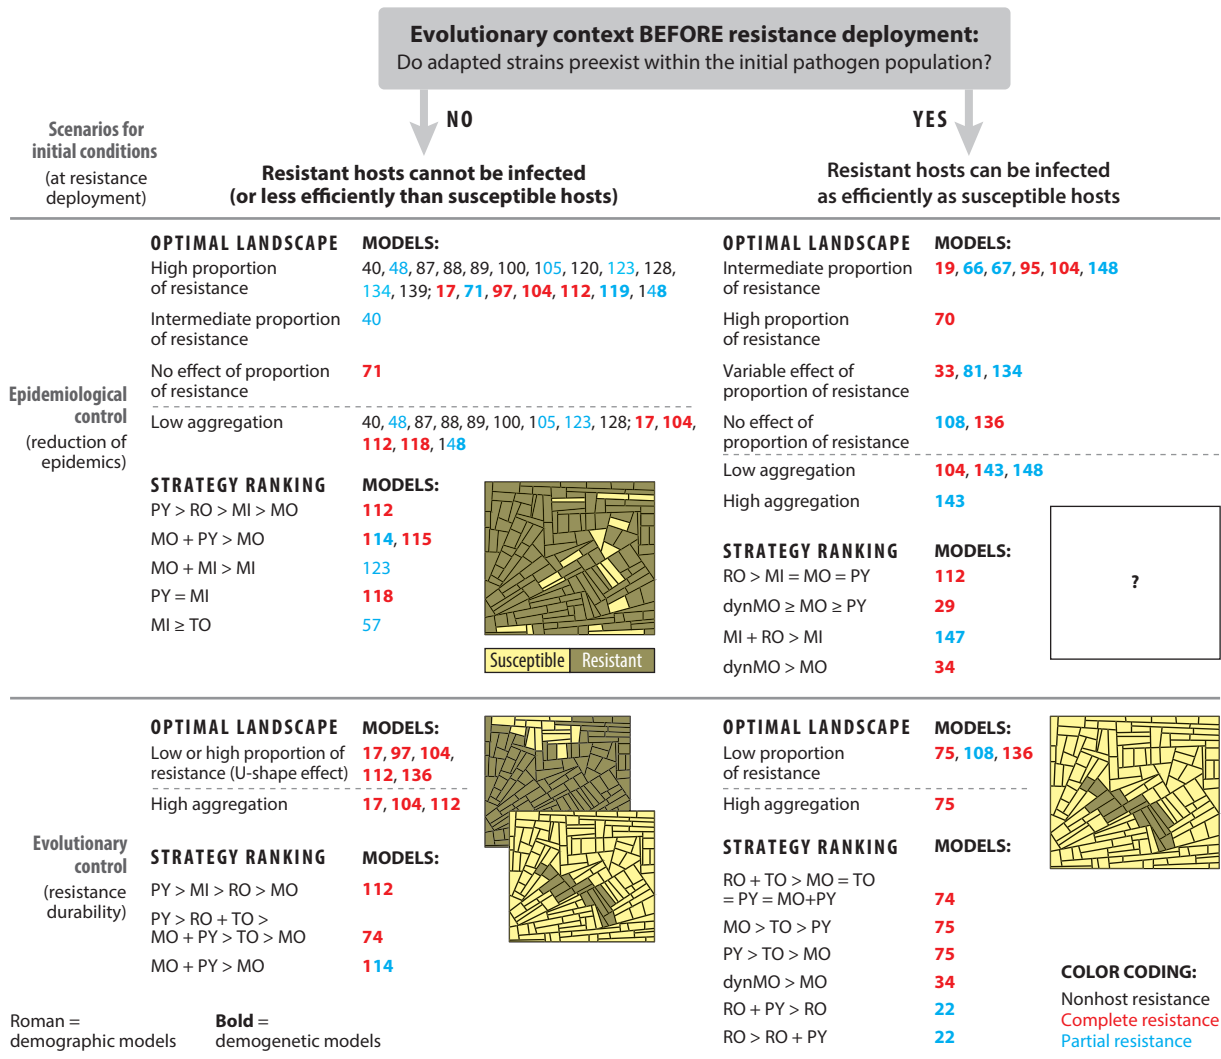 Evolutionary context BEFORE resistance deployment:
Do adapted strains preexist within the initial pathogen population?
NO
YES
Scenarios for
initial conditions
(at resistance
deployment)
Resistant hosts cannot be infected
(or less efficiently than susceptible hosts)
Resistant hosts can be infected
as efficiently as susceptible hosts
Epidemiological
control
(reduction of
epidemics)
OPTIMAL LANDSCAPE MODELS:
High proportion 40, 48, 87, 88, 89, 100, 105, 120, 123, 128,
of resistance 134, 139; 17, 71, 97, 104, 112, 119, 148
Intermediate proportion 40
of resistance
No effect of proportion 71
of resistance
Low aggregation 40, 48, 87, 88, 89, 100, 105, 123, 128; 17, 104,
112, 118, 148
STRATEGY RANKING MODELS:
PY > RO > MI > MO 112
MO + PY > MO 114, 115
MO + MI > MI 123
PY = MI 118
MI ≥ TO 57
Susceptible Resistant
OPTIMAL LANDSCAPE MODELS:
Intermediate proportion 19, 66, 67, 95, 104, 148
of resistance
High proportion 70
of resistance
Variable effect of 33, 81, 134
proportion of resistance
No effect of 108, 136
proportion of resistance
Low aggregation 104, 143, 148
High aggregation 143
STRATEGY RANKING MODELS:
RO > MI = MO = PY 112
dynMO ≥ MO ≥ PY 29
MI + RO > MI 147
dynMO > MO 34
?
Evolutionary
control
(resistance
durability)
OPTIMAL LANDSCAPE MODELS:
Low or high proportion of 17, 97, 104,
resistance (U-shape effect) 112, 136
High aggregation 17, 104, 112
STRATEGY RANKING MODELS:
PY > MI > RO > MO 112
PY > RO + TO >
MO + PY > TO > MO 74
MO + PY > MO 114
OPTIMAL LANDSCAPE MODELS:
Low proportion 75, 108, 136
of resistance
High aggregation 75
STRATEGY RANKING MODELS:
RO + TO > MO = TO
= PY = MO+PY 74
MO > TO > PY 75
PY > TO > MO 75
dynMO > MO 34
RO + PY > RO 22
RO > RO + PY 22
Roman =
demographic models
Bold =
demogenetic models
COLOR CODING:
Nonhost resistance
Complete resistance
Partial resistance